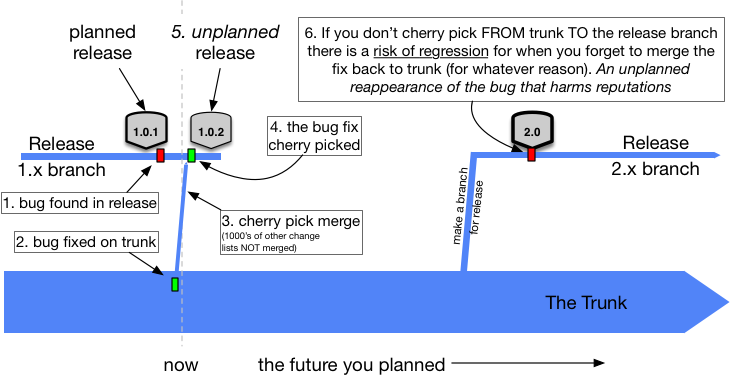 planned
release
5. unplanned
release
6. If you don't cherry pick FROM trunk TO the release branch
there is a risk of regression for when you forget to merge the
fix back to trunk (for whatever reason). An unplanned
reappearance of the bug that harms reputations
1.0.1
1.0.2
4. the bug fix
cherry picked
2.0
Release
1.x branch
Release
2.x branch
1. bug found in release
3. cherry pick merge
(1000's of other change
lists NOT merged)
2. bug fixed on trunk
make a branch
for release
The Trunk
now
the future you planned